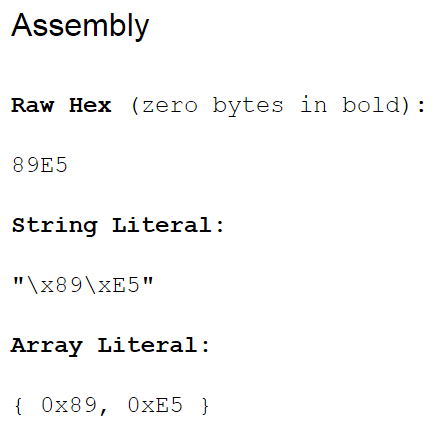 Assembly
Raw Hex (zero bytes in bold):
89E5
String Literal:
"\x89\xE5"
Array Literal:
{ 0x89, 0xE5 }